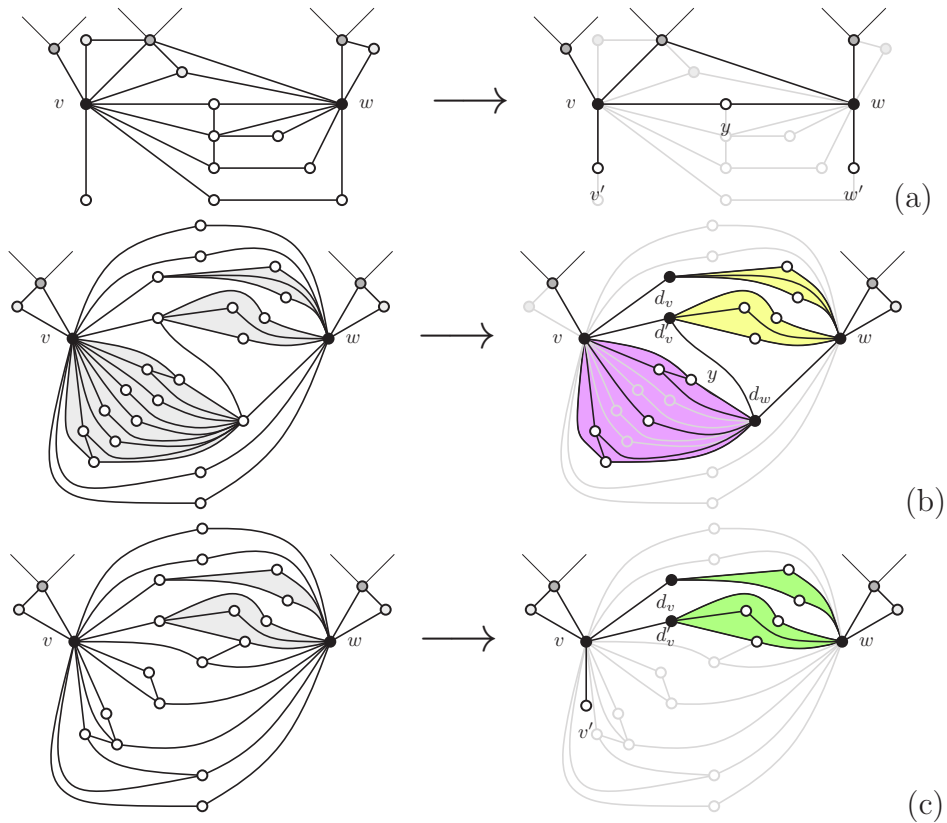 v w v w
y
v′ w′ (a)
d_v
v w v d′_v w
y
d_w
(b)
d_v
v w v d′_v w
v′
(c)